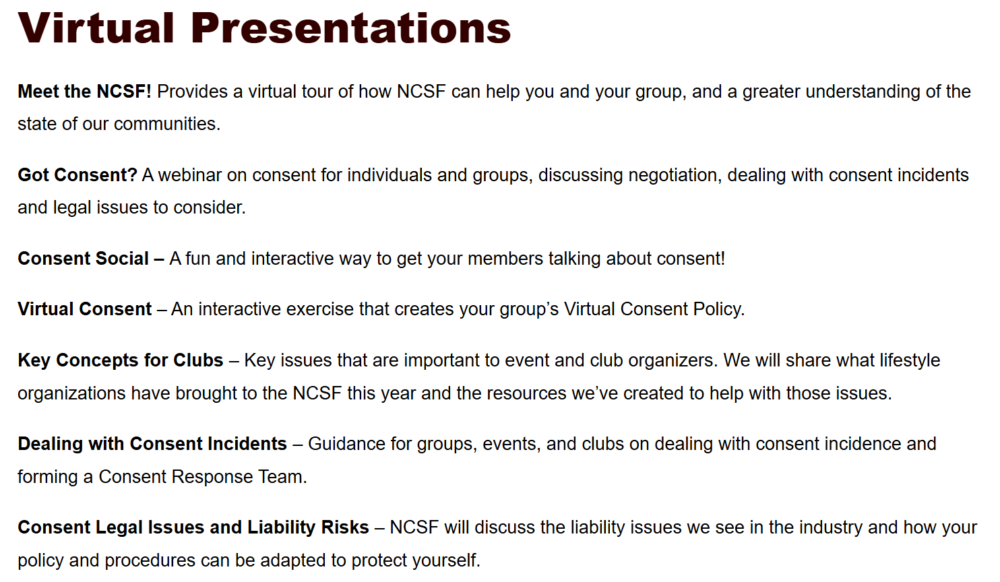 Virtual Presentations
Meet the NCSF! Provides a virtual tour of how NCSF can help you and your group, and a greater understanding of the
state of our communities.
Got Consent? A webinar on consent for individuals and groups, discussing negotiation, dealing with consent incidents
and legal issues to consider.
Consent Social – A fun and interactive way to get your members talking about consent!
Virtual Consent – An interactive exercise that creates your group’s Virtual Consent Policy.
Key Concepts for Clubs – Key issues that are important to event and club organizers. We will share what lifestyle
organizations have brought to the NCSF this year and the resources we’ve created to help with those issues.
Dealing with Consent Incidents – Guidance for groups, events, and clubs on dealing with consent incidence and
forming a Consent Response Team.
Consent Legal Issues and Liability Risks – NCSF will discuss the liability issues we see in the industry and how your
policy and procedures can be adapted to protect yourself.